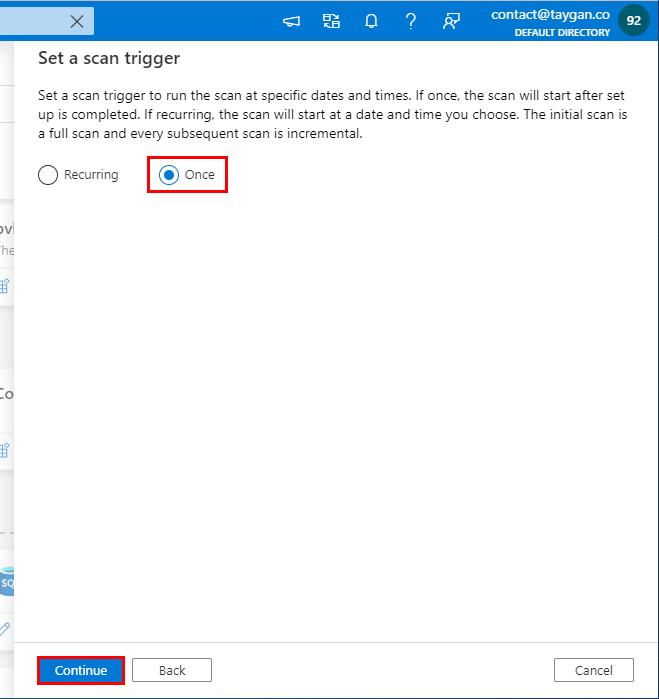 contact@taygan.co
DEFAULT DIRECTORY
92
Set a scan trigger
Set a scan trigger to run the scan at specific dates and times. If once, the scan will start after set
up is completed. If recurring, the scan will start at a date and time you choose. The initial scan is
a full scan and every subsequent scan is incremental.
Recurring
Once
ovi
The
Co
SQ
Continue
Back
Cancel